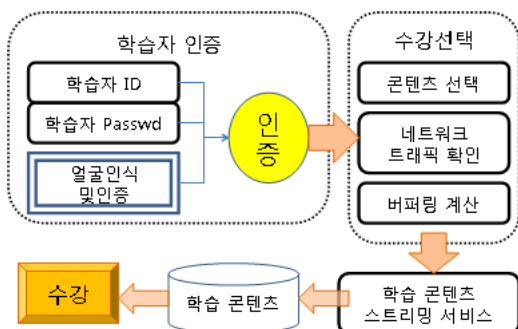 학습자 인증
학습자 ID
학습자 Passwd
얼굴인식
및인증
인
증
수강선택
콘텐츠 선택
네트워크
트래픽 확인
버퍼링 계산
학습 콘텐츠
스트리밍 서비스
학습 콘텐츠
수강